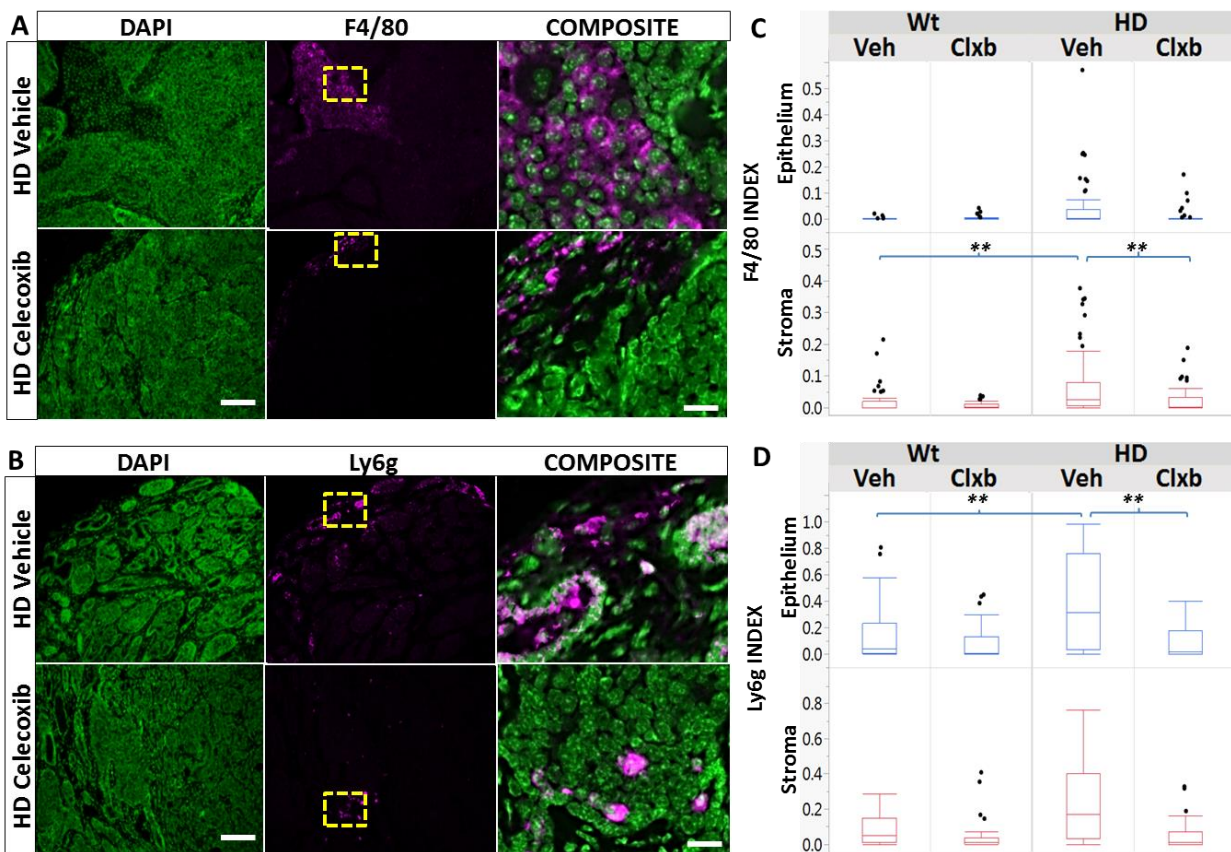 A
DAPI F4/80 COMPOSITE
HD Vehicle
HD Celecoxib
B
DAPI Ly6g COMPOSITE
HD Vehicle
HD Celecoxib
C
Wt HD
Veh Clxb Veh Clxb
F4/80 INDEX
Epithelium
0.5
0.4
0.3
0.2
0.1
0.0
Stroma
** **
0.5
0.4
0.3
0.2
0.1
0.0
D
Wt HD
Veh Clxb Veh Clxb
** **
Ly6g INDEX
Epithelium
1.0
0.8
0.6
0.4
0.2
0.0
Stroma
0.8
0.6
0.4
0.2
0.0